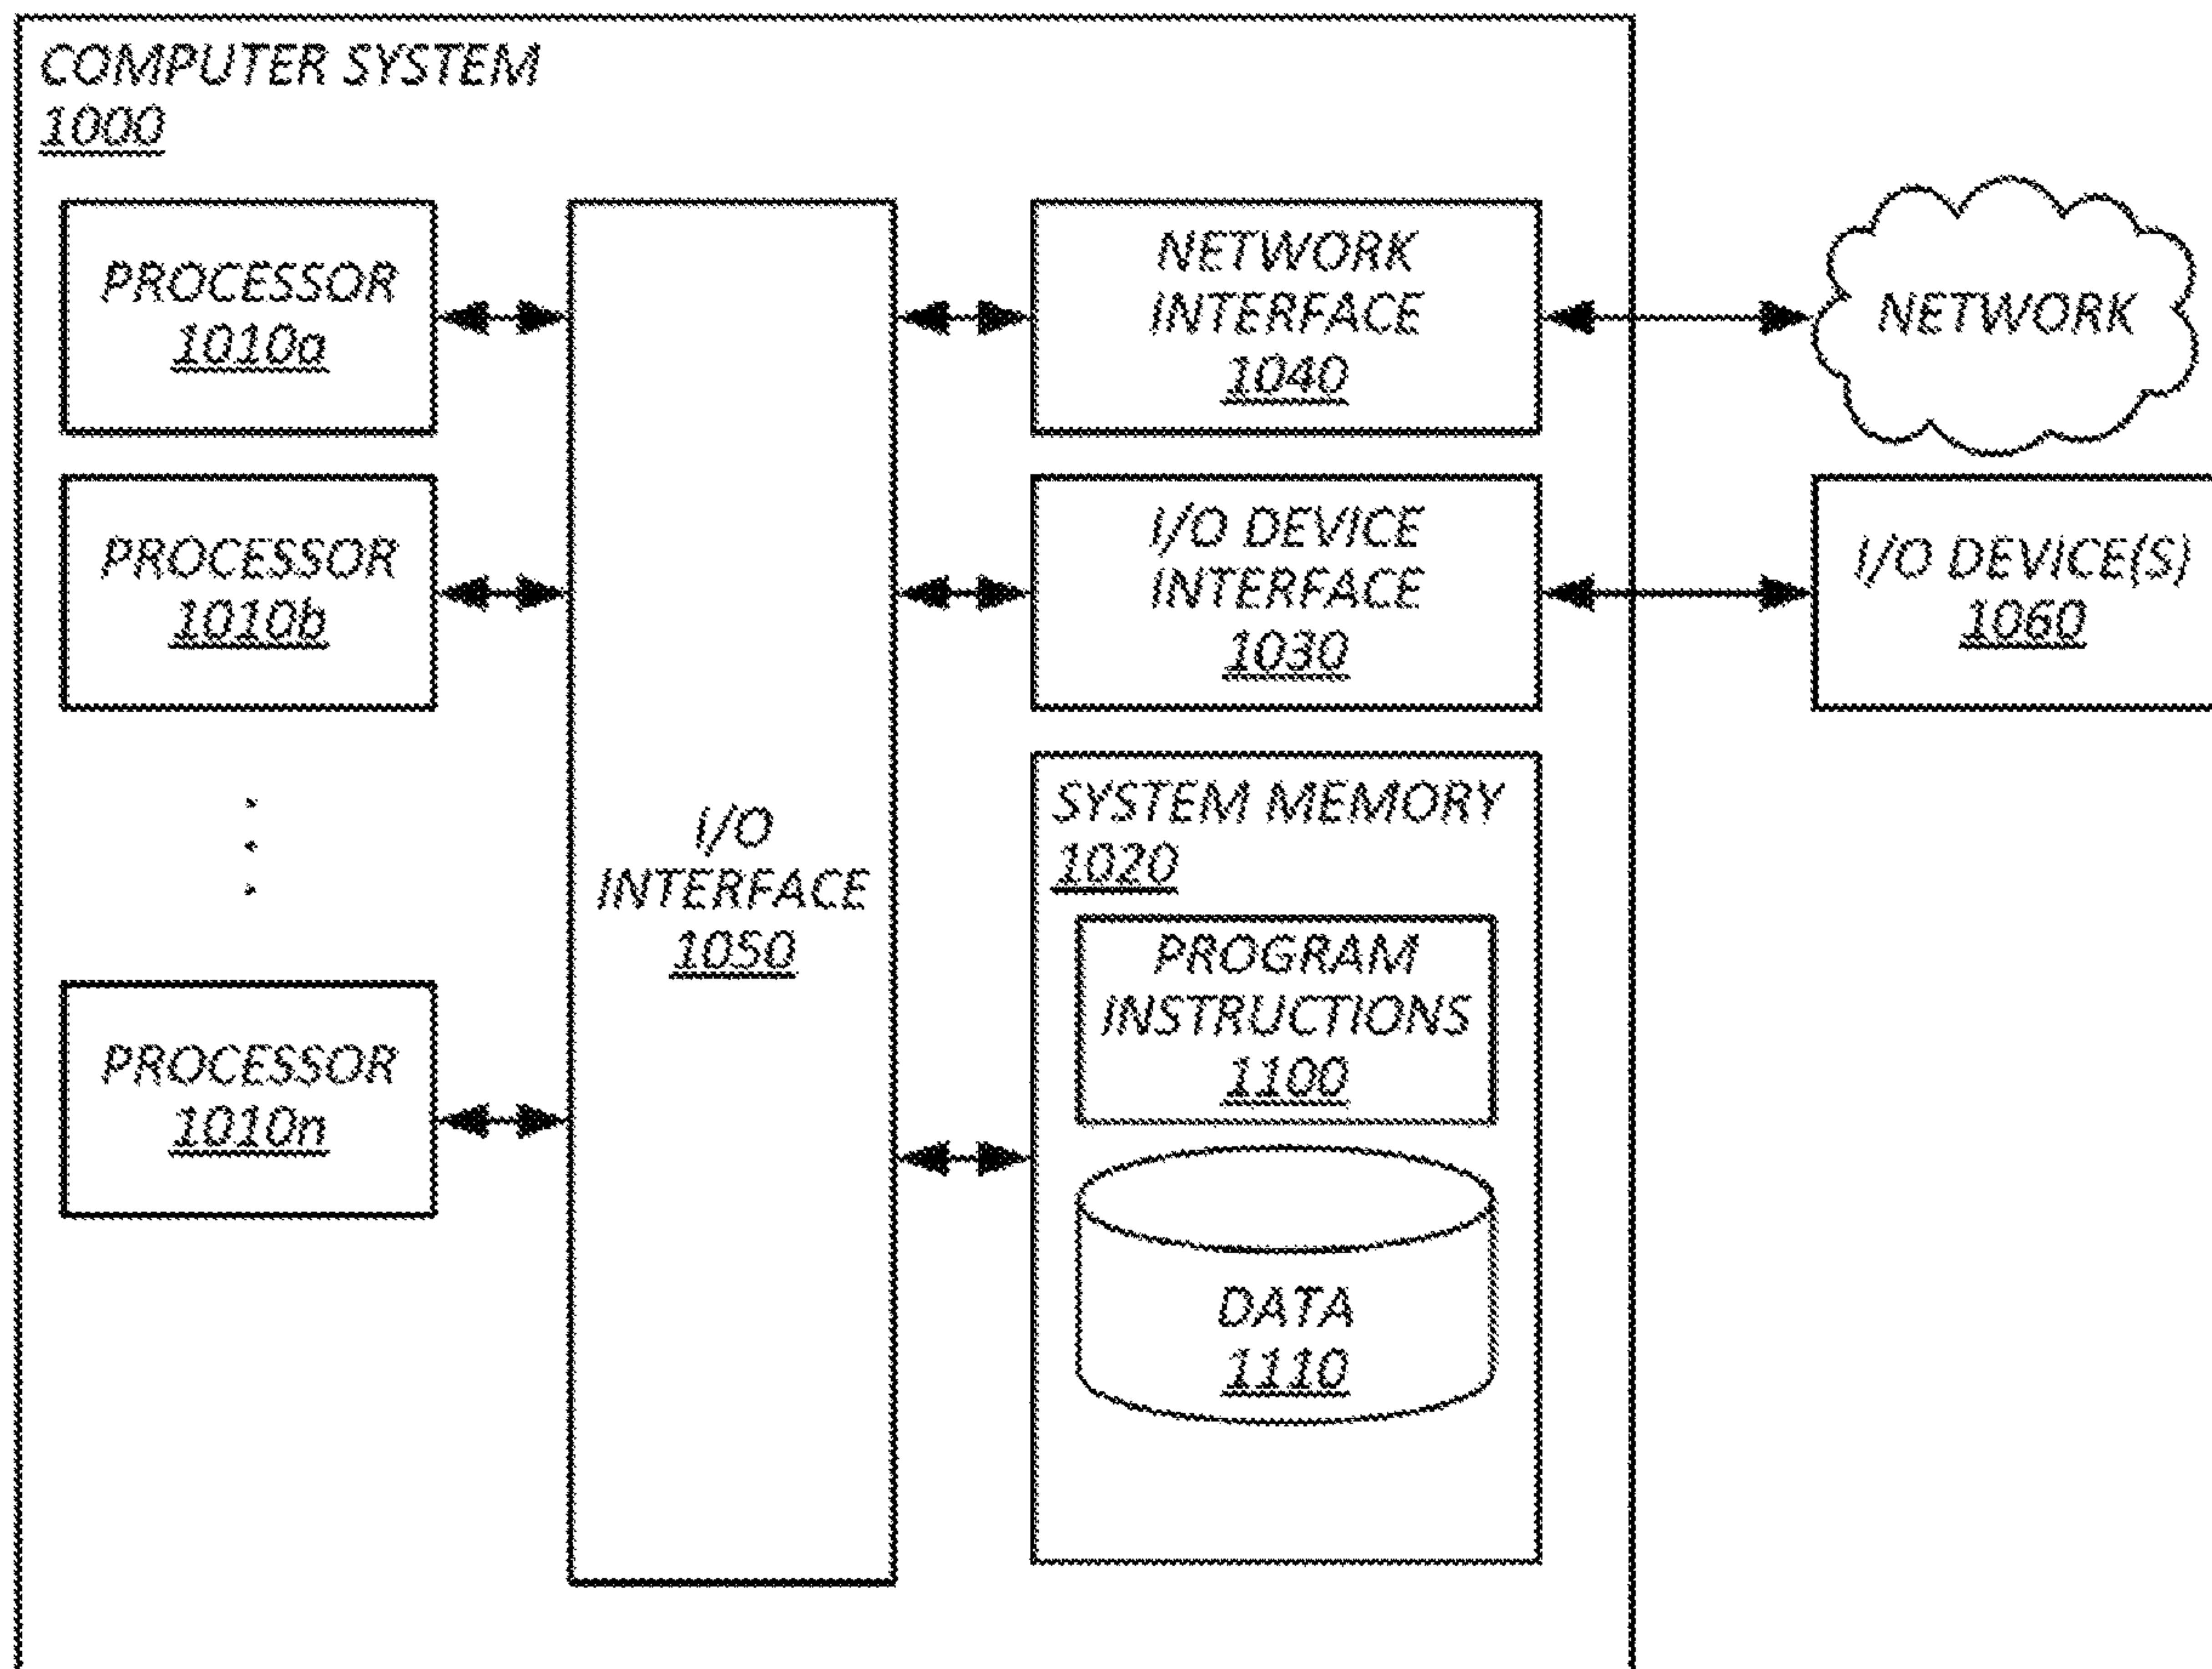 COMPUTER SYSTEM
1000
PROCESSOR
1010a
PROCESSOR
1010b
PROCESSOR
1010n
I/O
INTERFACE
1050
NETWORK
INTERFACE
1040
I/O DEVICE
INTERFACE
1030
SYSTEM MEMORY
1020
PROGRAM
INSTRUCTIONS
1100
DATA
1110
NETWORK
I/O DEVICE(S)
1060